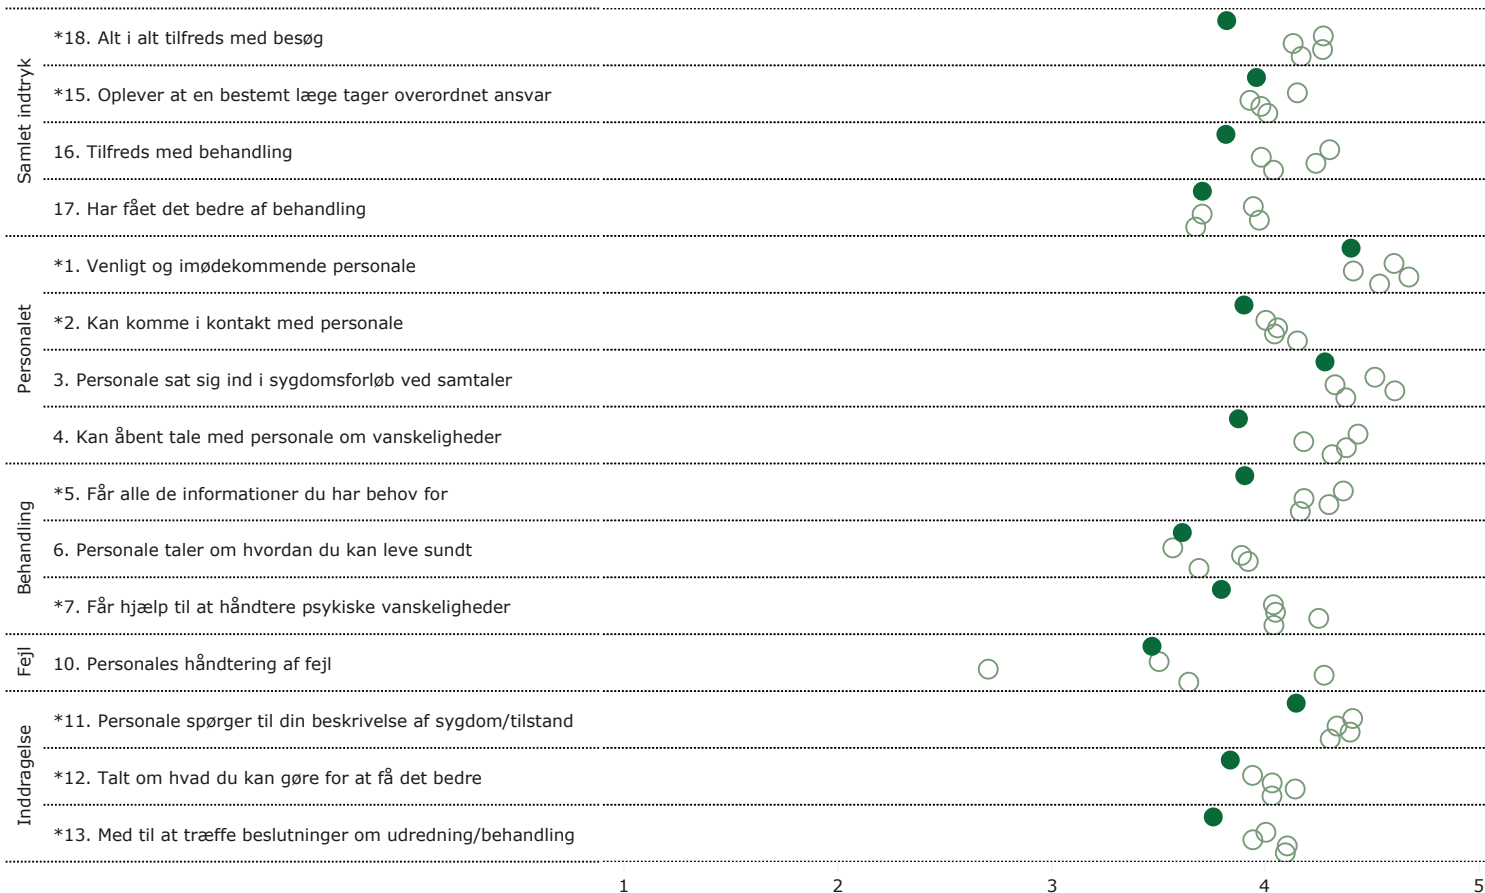 Samlet indtryk
*18. Alt i alt tilfreds med besøg
*15. Oplever at en bestemt læge tager overordnet ansvar
16. Tilfreds med behandling
17. Har fået det bedre af behandling
Personalet
*1. Venligt og imødekommende personale
*2. Kan komme i kontakt med personale
3. Personale sat sig ind i sygdomsforløb ved samtaler
4. Kan åbent tale med personale om vanskeligheder
Behandling
*5. Får alle de informationer du har behov for
6. Personale taler om hvordan du kan leve sundt
*7. Får hjælp til at håndtere psykiske vanskeligheder
Fejl
10. Personales håndtering af fejl
Inddragelse
*11. Personale spørger til din beskrivelse af sygdom/tilstand
*12. Talt om hvad du kan gøre for at få det bedre
*13. Med til at træffe beslutninger om udredning/behandling
1 2 3 4 5